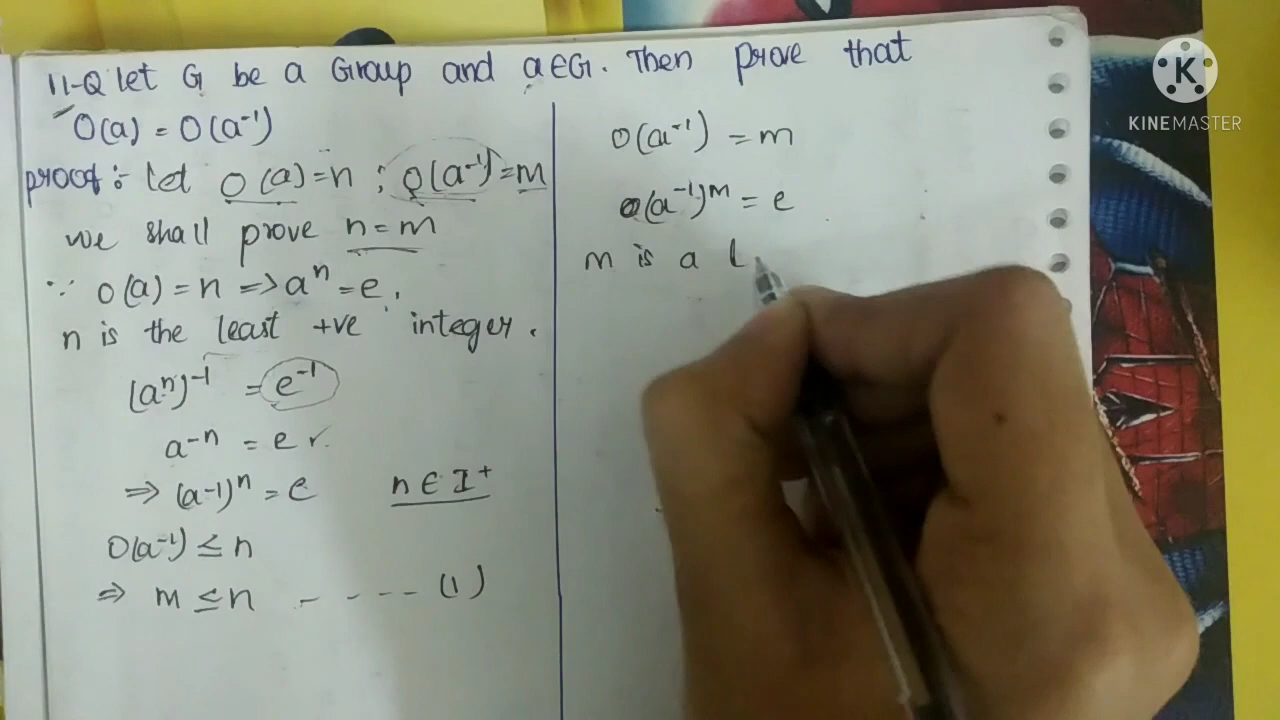 11-Q let G be a Group and a∈G. Then prove that
O(a) = O(a⁻¹)
proof:- let O(a)=n ; O(a⁻¹)=m
we shall prove n=m
∵ O(a) = n => aⁿ = e.
n is the least +ve integer.
(aⁿ)⁻¹ = e⁻¹
a⁻ⁿ = e
=> (a-1)ⁿ = e n ∈ I⁺
O(a⁻¹) ≤ n
=> m ≤ n - - - - - (1)
O(a⁻¹) = m
(a⁻¹)ᵐ = e
m is a l
K
KINEMASTER